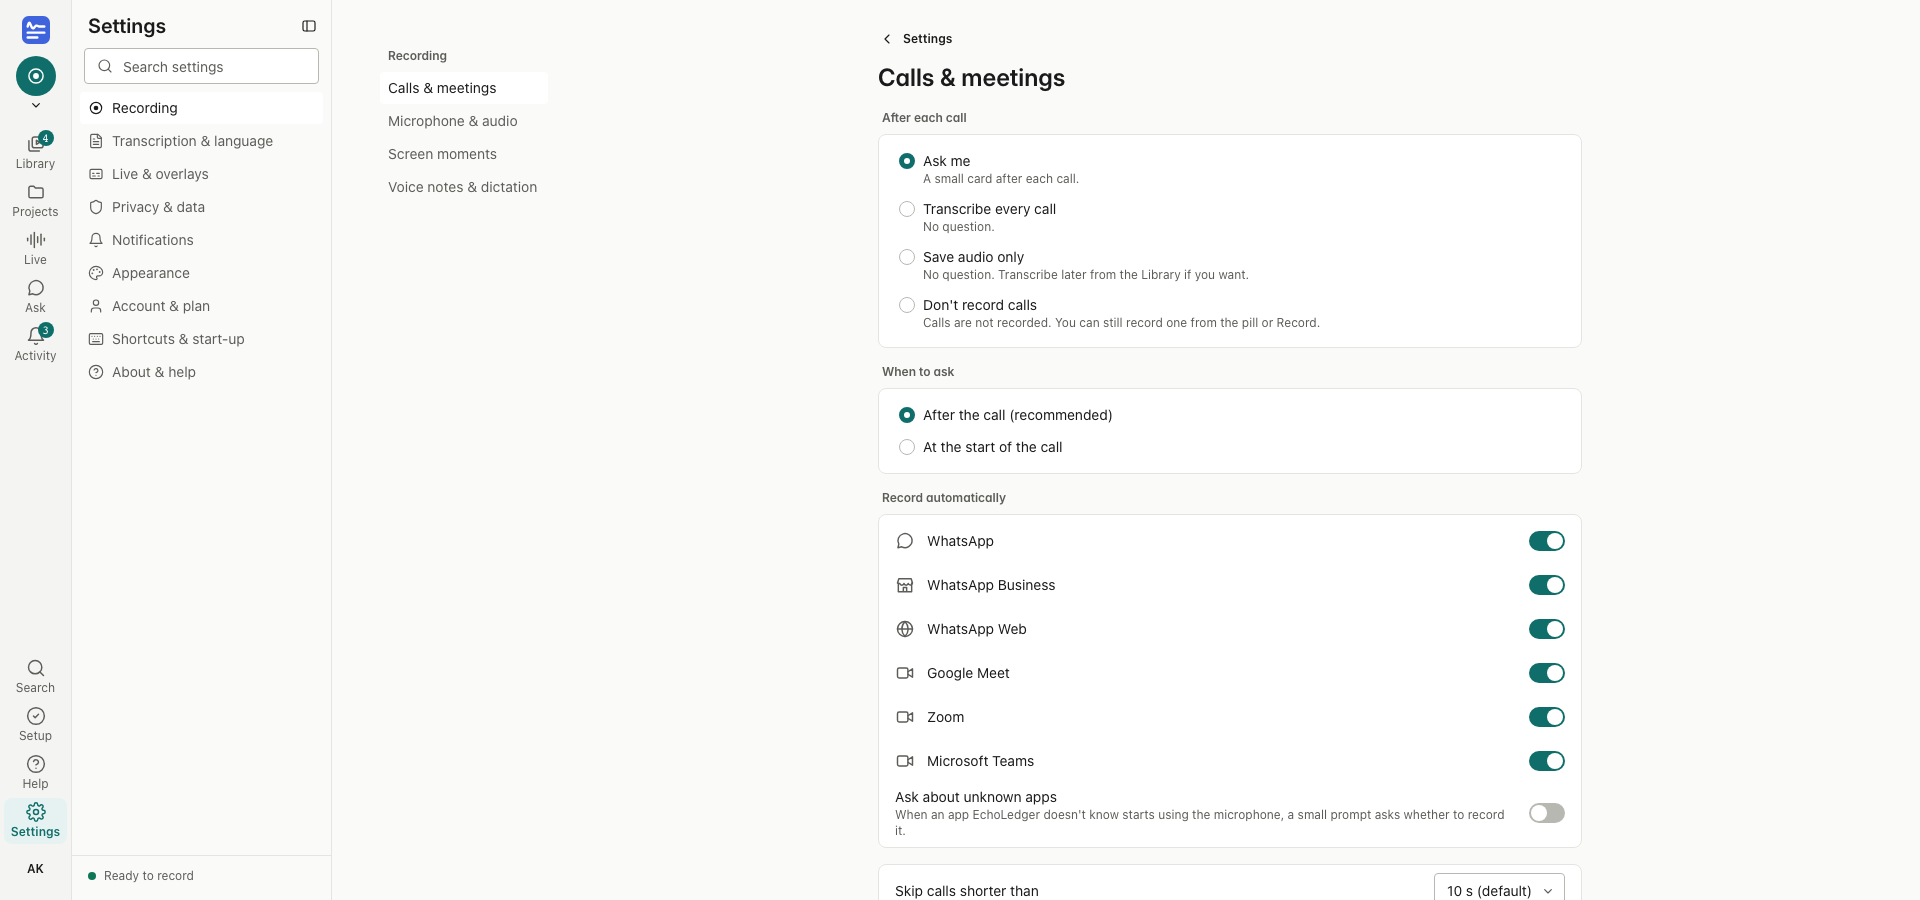 Settings
Search settings
Recording
Transcription & language
Live & overlays
Privacy & data
Notifications
Appearance
Account & plan
Shortcuts & start-up
About & help
Ready to record
4
Library
Projects
Live
Ask
3
Activity
Search
Setup
Help
Settings
AK
Recording
Calls & meetings
Microphone & audio
Screen moments
Voice notes & dictation
Settings
Calls & meetings
After each call
Ask me
A small card after each call.
Transcribe every call
No question.
Save audio only
No question. Transcribe later from the Library if you want.
Don't record calls
Calls are not recorded. You can still record one from the pill or Record.
When to ask
After the call (recommended)
At the start of the call
Record automatically
WhatsApp
WhatsApp Business
WhatsApp Web
Google Meet
Zoom
Microsoft Teams
Ask about unknown apps
When an app EchoLedger doesn't know starts using the microphone, a small prompt asks whether to record
it.
Skip calls shorter than
10 s (default)